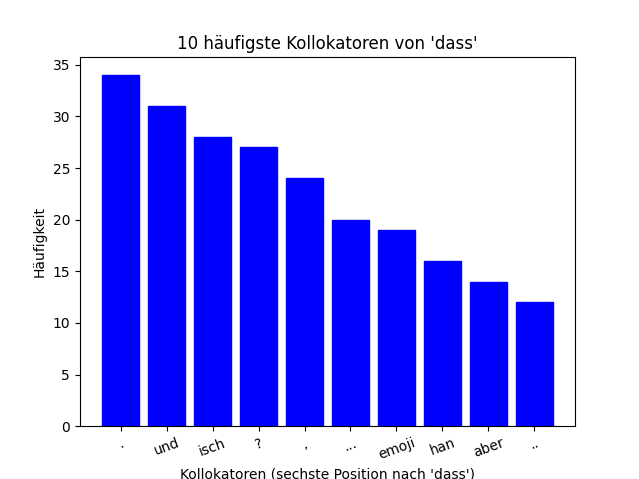 10 häufigste Kollokatoren von 'dass'
35
30
25
20
15
10
5
0
Häufigkeit
. und isch ? , ... emoji han aber ..
Kollokatoren (sechste Position nach 'dass')